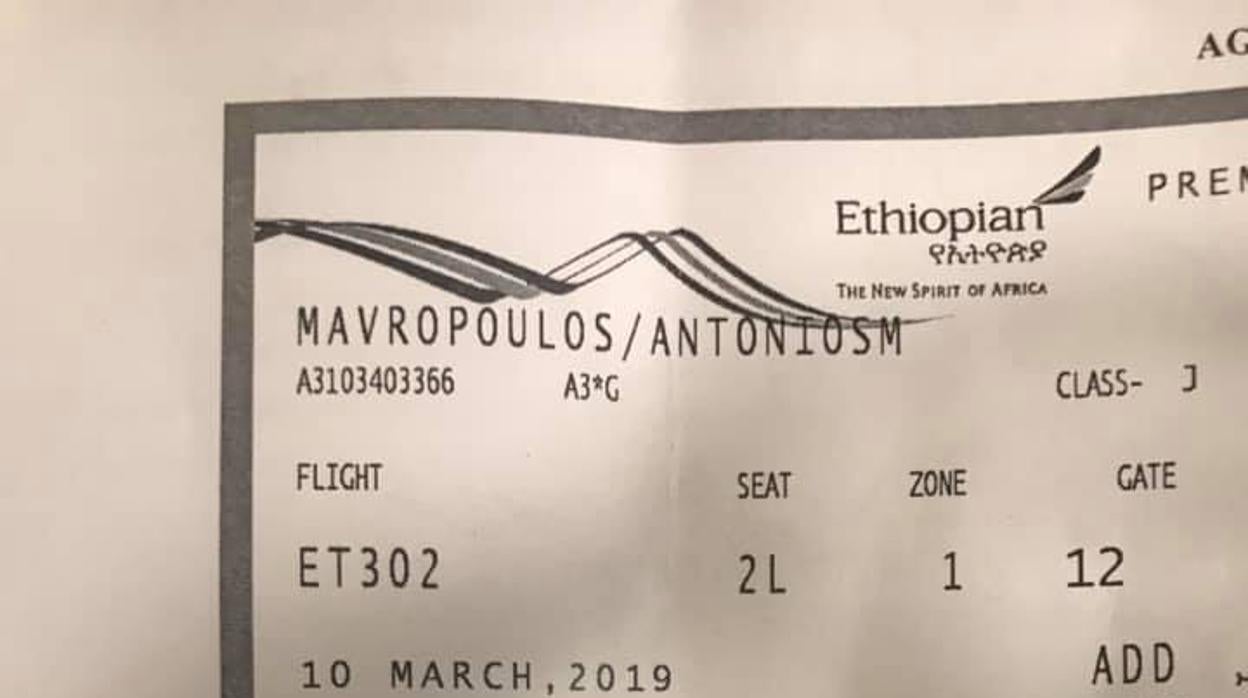 AG
PREM
Ethiopian
የኢትዮጵያ
THE NEW SPIRIT OF AFRICA
MAVROPOULOS/ANTONIOSM
A3103403366 A3*G CLASS- J
FLIGHT SEAT ZONE GATE
ET302 2L 1 12
10 MARCH,2019 ADD